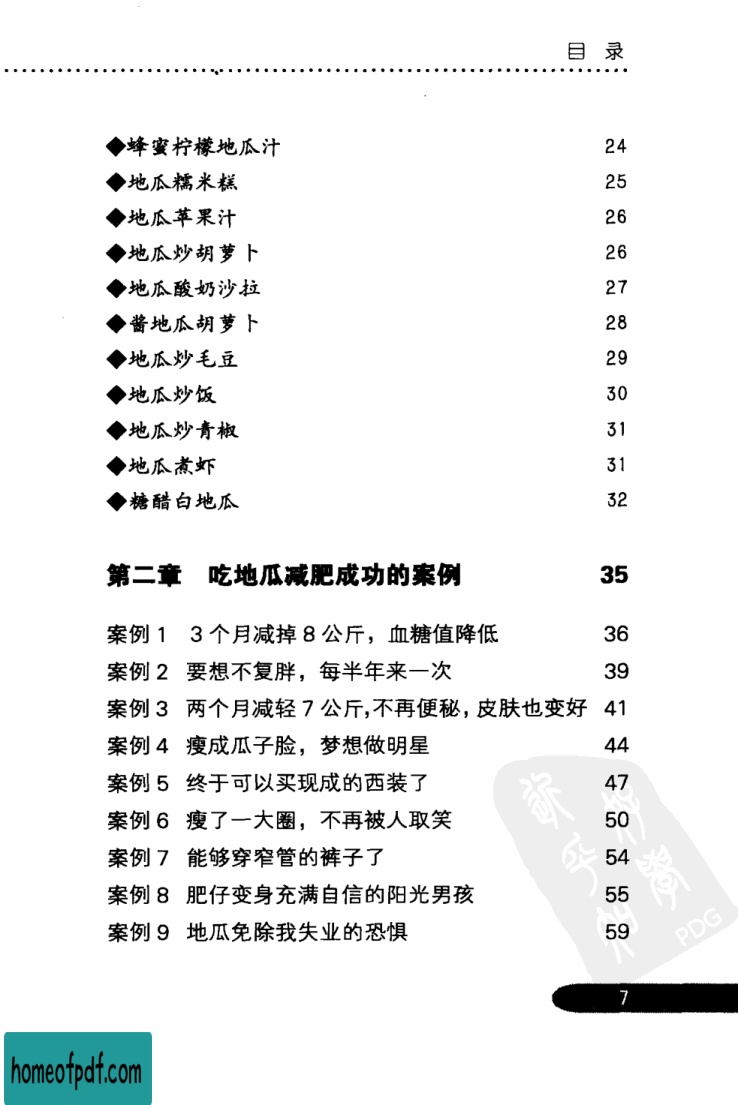 目 录
◆蜂蜜柠檬地瓜汁 24
◆地瓜糯米糕 25
◆地瓜苹果汁 26
◆地瓜炒胡萝卜 26
◆地瓜酸奶沙拉 27
◆酱地瓜胡萝卜 28
◆地瓜炒毛豆 29
◆地瓜炒饭 30
◆地瓜炒青椒 31
◆地瓜煮虾 31
◆糖醋白地瓜 32
第二章 吃地瓜减肥成功的案例 35
案例 1 3 个月减掉 8 公斤，血糖值降低 36
案例 2 要想不复胖，每半年来一次 39
案例 3 两个月减轻 7 公斤,不再便秘，皮肤也变好 41
案例 4 瘦成瓜子脸，梦想做明星 44
案例 5 终于可以买现成的西装了 47
案例 6 瘦了一大圈，不再被人取笑 50
案例 7 能够穿窄管的裤子了 54
案例 8 肥仔变身充满自信的阳光男孩 55
案例 9 地瓜免除我失业的恐惧 59
PDG
7
homeofpdf.com